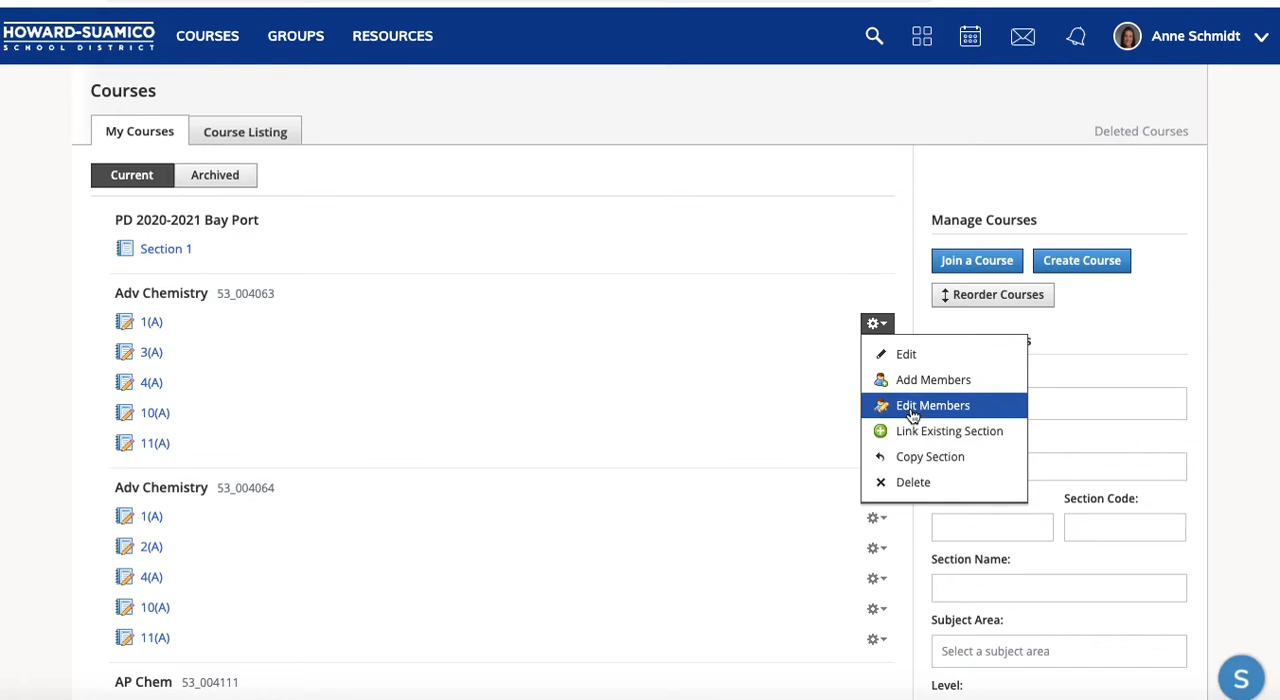 HOWARD-SUAMICO
SCHOOL DISTRICT
COURSES
GROUPS
RESOURCES
Anne Schmidt
Courses
My Courses
Course Listing
Deleted Courses
Current
Archived
PD 2020-2021 Bay Port
Section 1
Adv Chemistry 53_004063
1(A)
3(A)
4(A)
10(A)
11(A)
Adv Chemistry 53_004064
1(A)
2(A)
4(A)
10(A)
11(A)
AP Chem 53_004111
Edit
Add Members
Edit Members
Link Existing Section
Copy Section
Delete
Manage Courses
Join a Course
Create Course
Reorder Courses
s
Section Code:
Section Name:
Subject Area:
Select a subject area
Level:
S